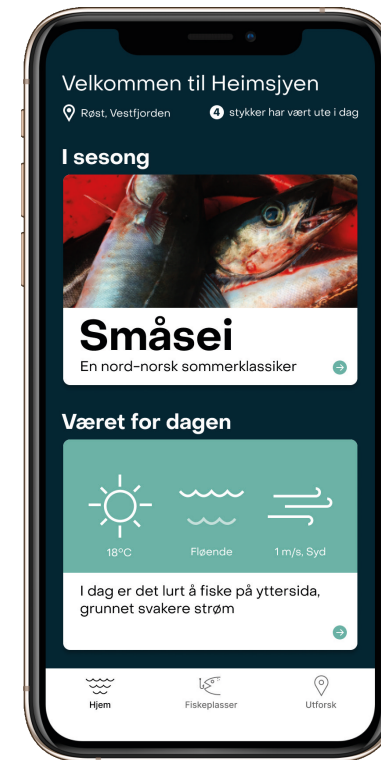 Velkommen til Heimsjyen
Røst, Vestfjorden
4 stykker har vært ute i dag
I sesong
Småsei
En nord-norsk sommerklassiker
Været for dagen
18°C
Fløende
1 m/s, Syd
I dag er det lurt å fiske på yttersida,
grunnet svakere strøm
Hjem
Fiskeplasser
Utforsk